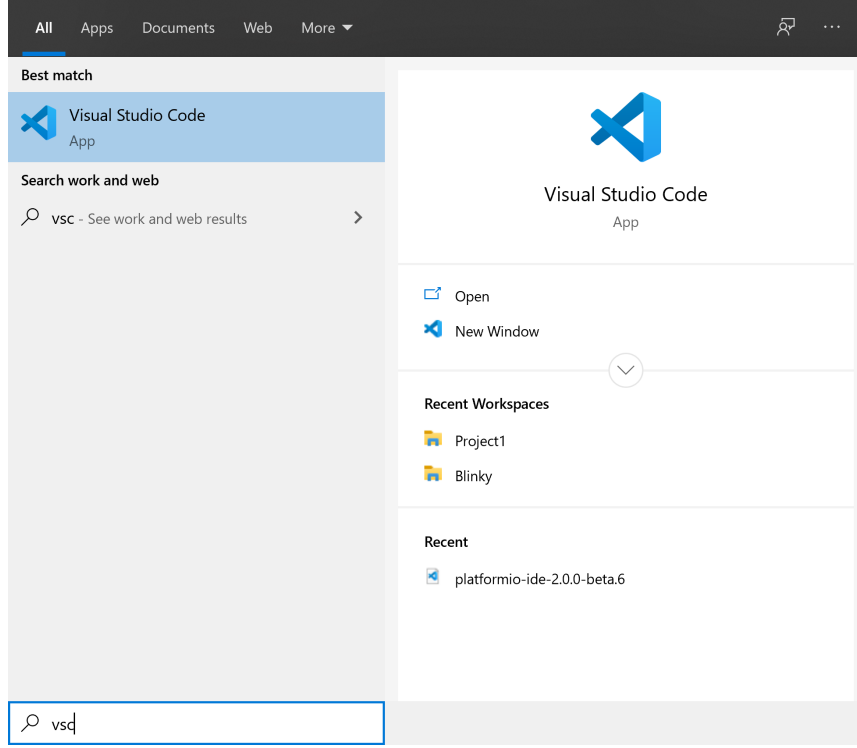 All Apps Documents Web More
Best match
Visual Studio Code
App
Search work and web
vsc - See work and web results
Visual Studio Code
App
Open
New Window
Recent Workspaces
Project1
Blinky
Recent
platformio-ide-2.0.0-beta.6
vsc